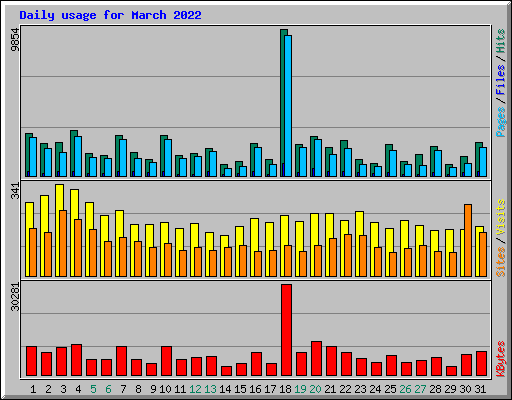 Daily usage for March 2022
9854
Pages / Files / Hits
341
Sites / Visits
30281
KBytes
1 2 3 4 5 6 7 8 9 10 11 12 13 14 15 16 17 18 19 20 21 22 23 24 25 26 27 28 29 30 31